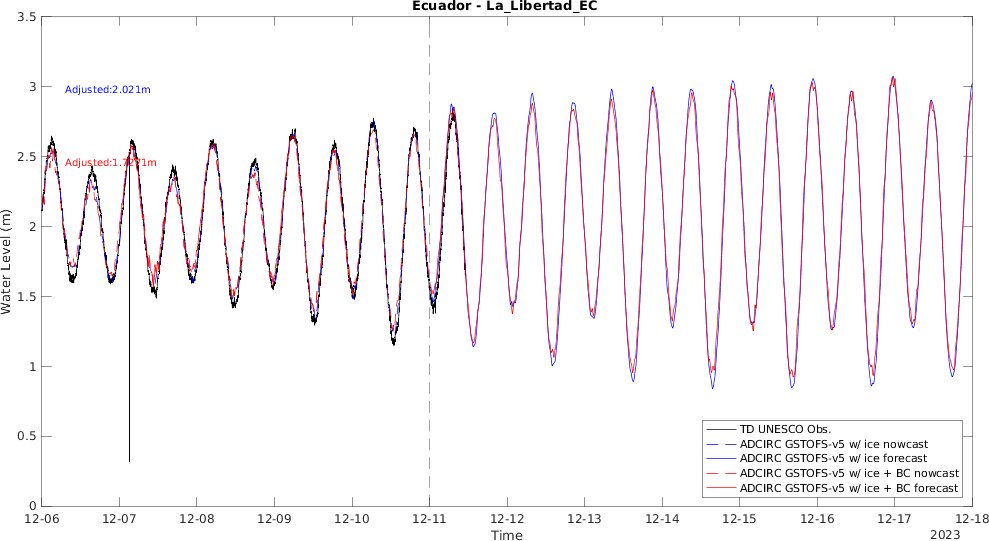 Ecuador - La_Libertad_EC
3.5
3
2.5
2
1.5
1
0.5
0
Water Level (m)
Adjusted:2.021m
TD UNESCO Obs.
ADCIRC GSTOFS-v5 w/ ice nowcast
ADCIRC GSTOFS-v5 w/ ice forecast
ADCIRC GSTOFS-v5 w/ ice + BC nowcast
ADCIRC GSTOFS-v5 w/ ice + BC forecast
12-06 12-07 12-08 12-09 12-10 12-11 12-12 12-13 12-14 12-15 12-16 12-17 12-18
Time
2023